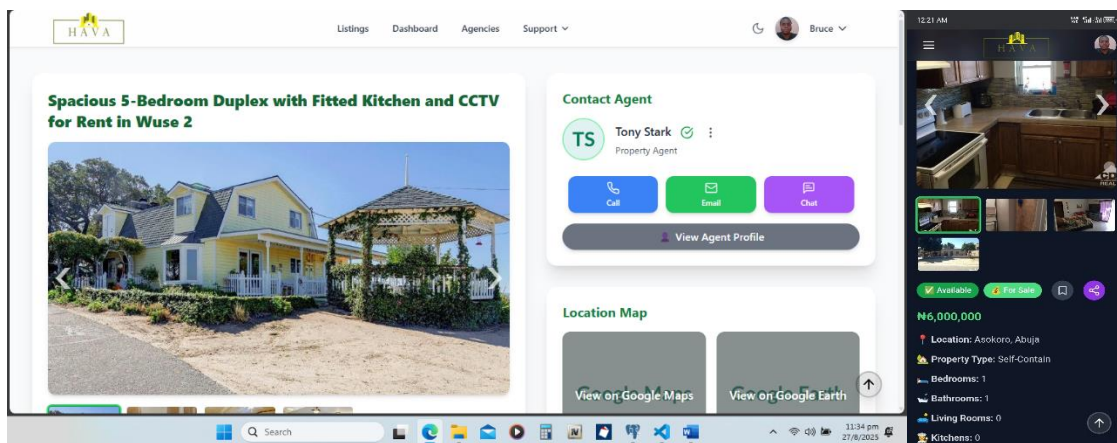 HAVA
Listings Dashboard Agencies Support
Bruce
Spacious 5-Bedroom Duplex with Fitted Kitchen and CCTV
for Rent in Wuse 2
Contact Agent
TS
Tony Stark
Property Agent
Call Email Chat
View Agent Profile
Location Map
Google Maps
View on Google Maps
Google Earth
View on Google Earth
Search
11:34 pm
27/8/2025
12:21 AM
HAVA
Available
For Sale
₦6,000,000
Location: Asokoro, Abuja
Property Type: Self-Contain
Bedrooms: 1
Bathrooms: 1
Living Rooms: 0
Kitchens: 0